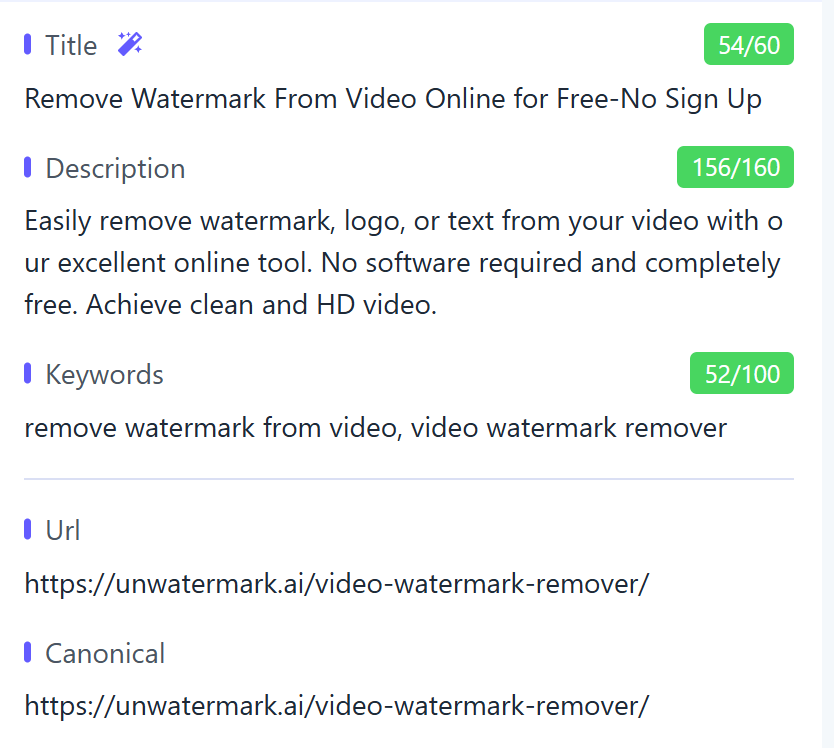 Title
54/60
Remove Watermark From Video Online for Free-No Sign Up
Description
156/160
Easily remove watermark, logo, or text from your video with o
ur excellent online tool. No software required and completely
free. Achieve clean and HD video.
Keywords
52/100
remove watermark from video, video watermark remover
Url
https://unwatermark.ai/video-watermark-remover/
Canonical
https://unwatermark.ai/video-watermark-remover/